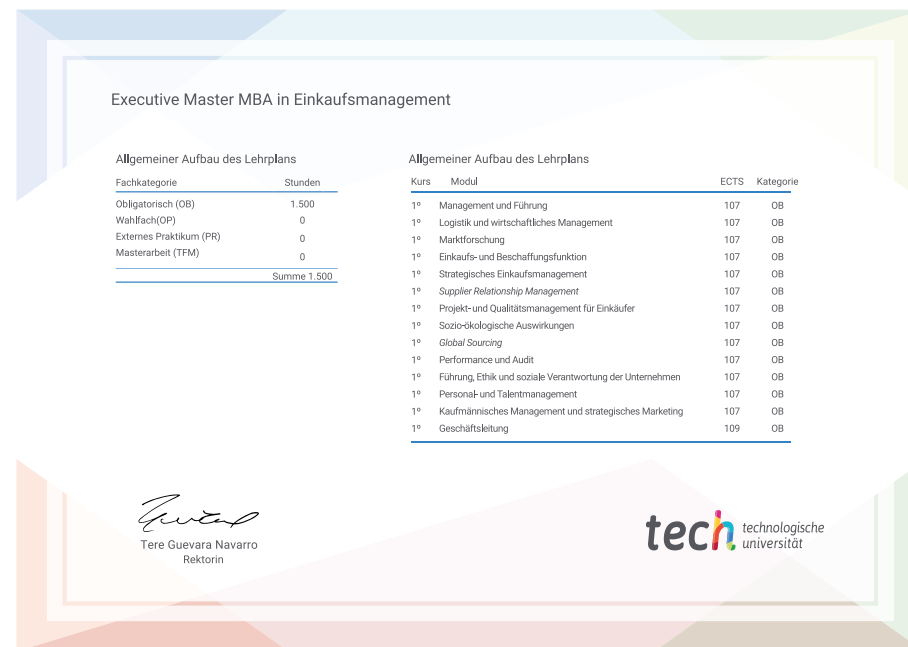 Executive Master MBA in Einkaufsmanagement
Allgemeiner Aufbau des Lehrplans
Fachkategorie Stunden
Obligatorisch (OB) 1.500
Wahlfach(OP) 0
Externes Praktikum (PR) 0
Masterarbeit (TFM) 0
Summe 1.500
Allgemeiner Aufbau des Lehrplans
Kurs Modul ECTS Kategorie
1º Management und Führung 107 OB
1º Logistik und wirtschaftliches Management 107 OB
1º Marktforschung 107 OB
1º Einkaufs- und Beschaffungsfunktion 107 OB
1º Strategisches Einkaufsmanagement 107 OB
1º Supplier Relationship Management 107 OB
1º Projekt- und Qualitätsmanagement für Einkäufer 107 OB
1º Sozio-ökologische Auswirkungen 107 OB
1º Global Sourcing 107 OB
1º Performance und Audit 107 OB
1º Führung, Ethik und soziale Verantwortung der Unternehmen 107 OB
1º Personal- und Talentmanagement 107 OB
1º Kaufmännisches Management und strategisches Marketing 107 OB
1º Geschäftsleitung 109 OB
Tere Guevara Navarro
Rektorin
tech technologische
universität